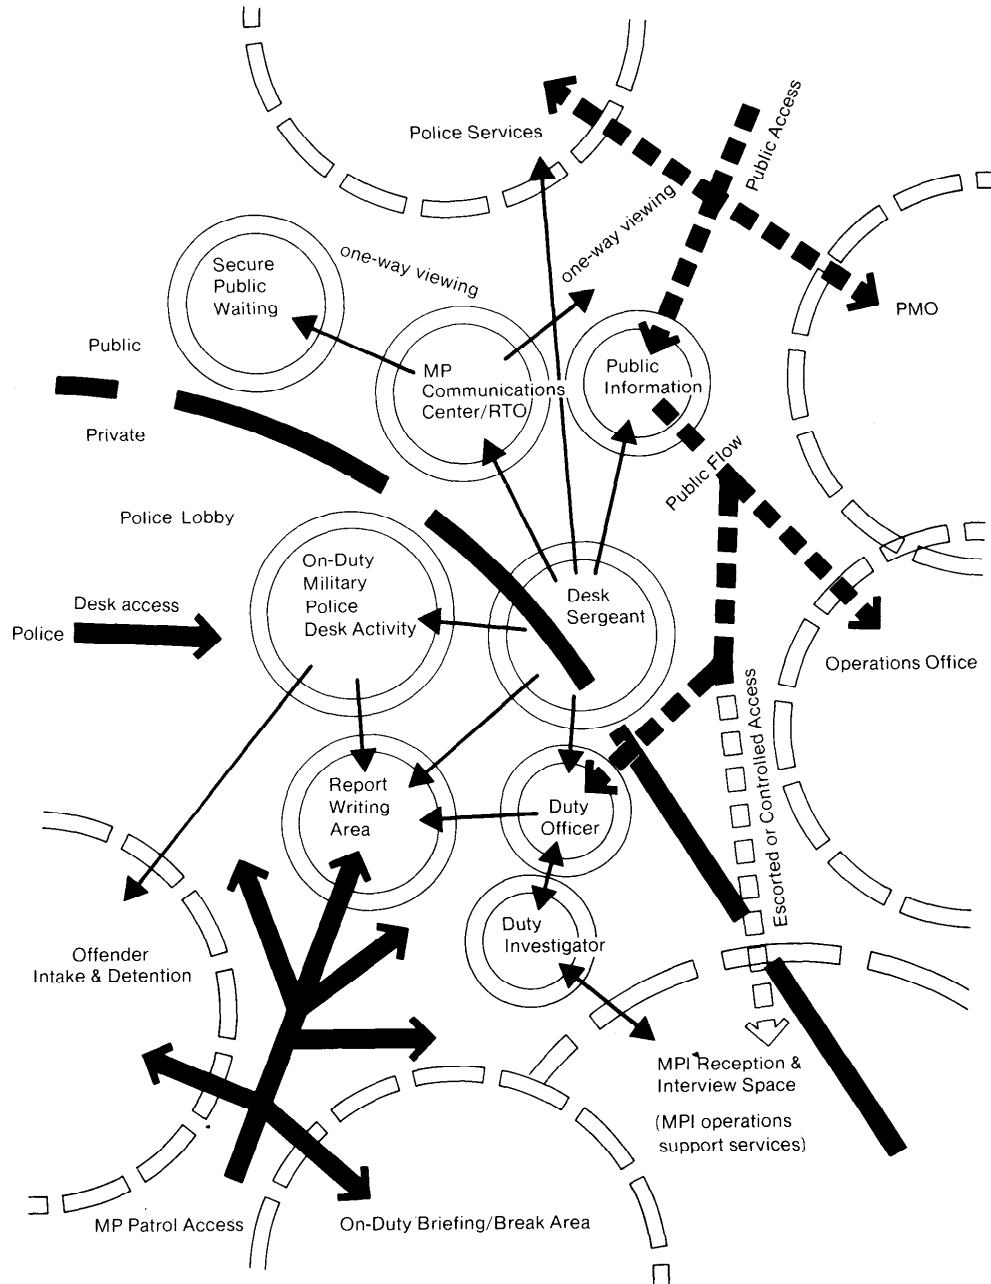 Police Services
Public Access
one-way viewing
one-way viewing
Secure
Public
Waiting
PMO
Public
MP
Communications
Center/RTO
Public
Information
Private
Public Flow
Police Lobby
On-Duty
Military
Police
Desk Activity
Desk
Sergeant
Desk access
Police
Operations Office
Escorted or Controlled Access
Report
Writing
Area
Duty
Officer
Duty
Investigator
Offender
Intake & Detention
MPI Reception &
Interview Space
(MPI operations
support services)
MP Patrol Access
On-Duty Briefing/Break Area